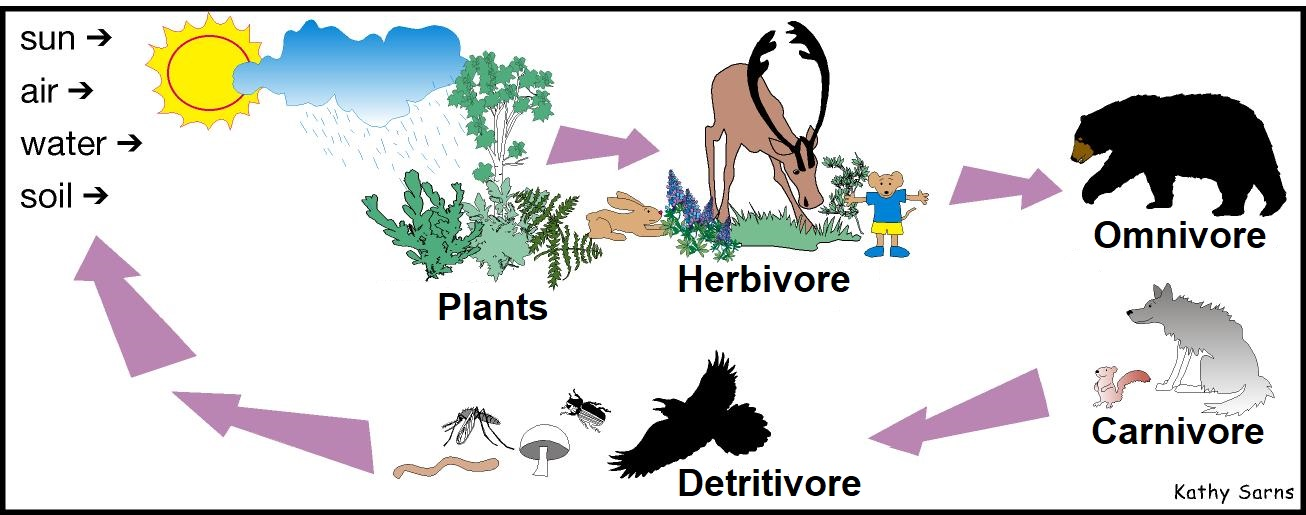 sun →
air →
water →
soil →
Plants
Herbivore
Omnivore
Carnivore
Detritivore
Kathy Sarns